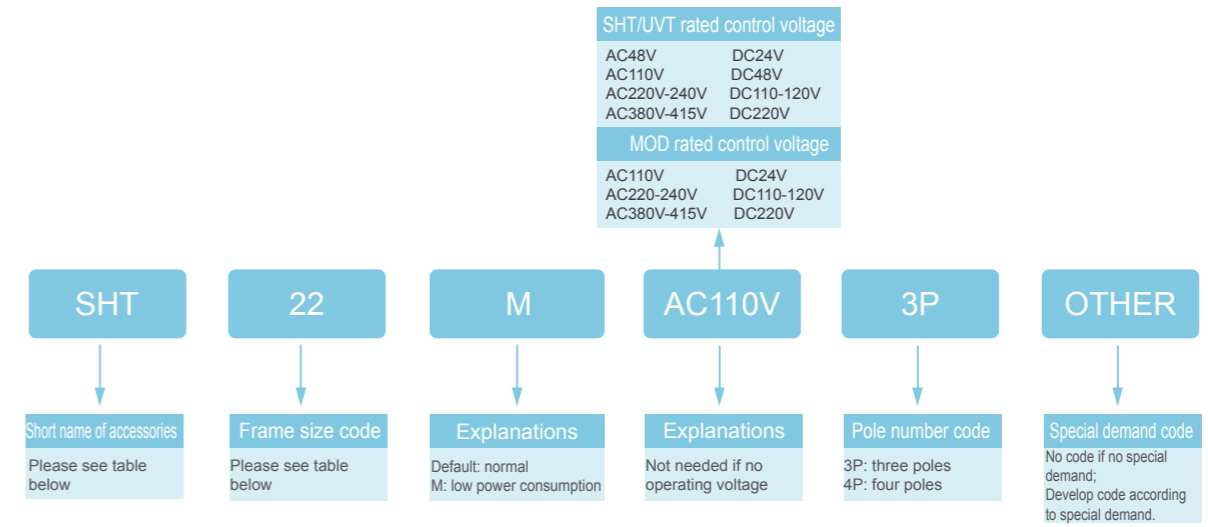 SHT/UVT rated control voltage
AC48V DC24V
AC110V DC48V
AC220V-240V DC110-120V
AC380V-415V DC220V
MOD rated control voltage
AC110V DC24V
AC220-240V DC110-120V
AC380V-415V DC220V
SHT 22 M AC110V 3P OTHER
Short name of accessories
Please see table
below
Frame size code
Please see table
below
Explanations
Default: normal
M: low power consumption
Explanations
Not needed if no
operating voltage
Pole number code
3P: three poles
4P: four poles
Special demand code
No code if no special
demand;
Develop code according
to special demand.